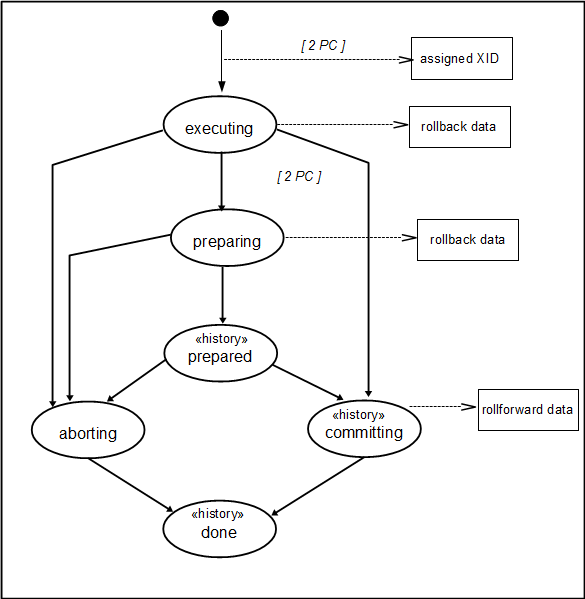 [ 2 PC ]
assigned XID
executing
rollback data
[ 2 PC ]
preparing
rollback data
«history»
prepared
rollforward data
«history»
aborting
committing
«history»
done